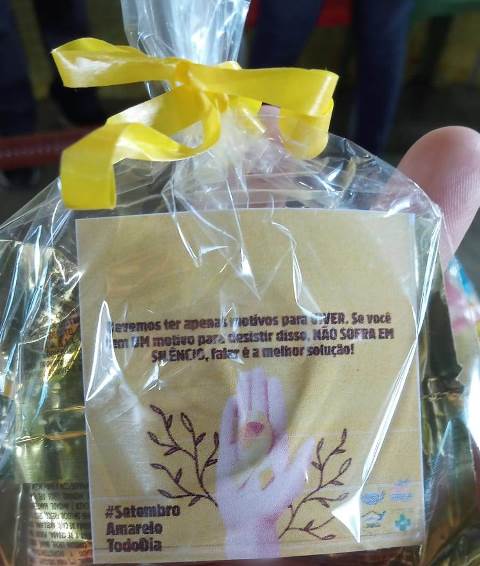 Devemos ter apenas motivos para VIVER. Se você
tem UM motivo para desistir disso, NÃO SOFRA EM
SILÊNCIO, falar é a melhor solução!
#Setembro
Amarelo
TodoDia